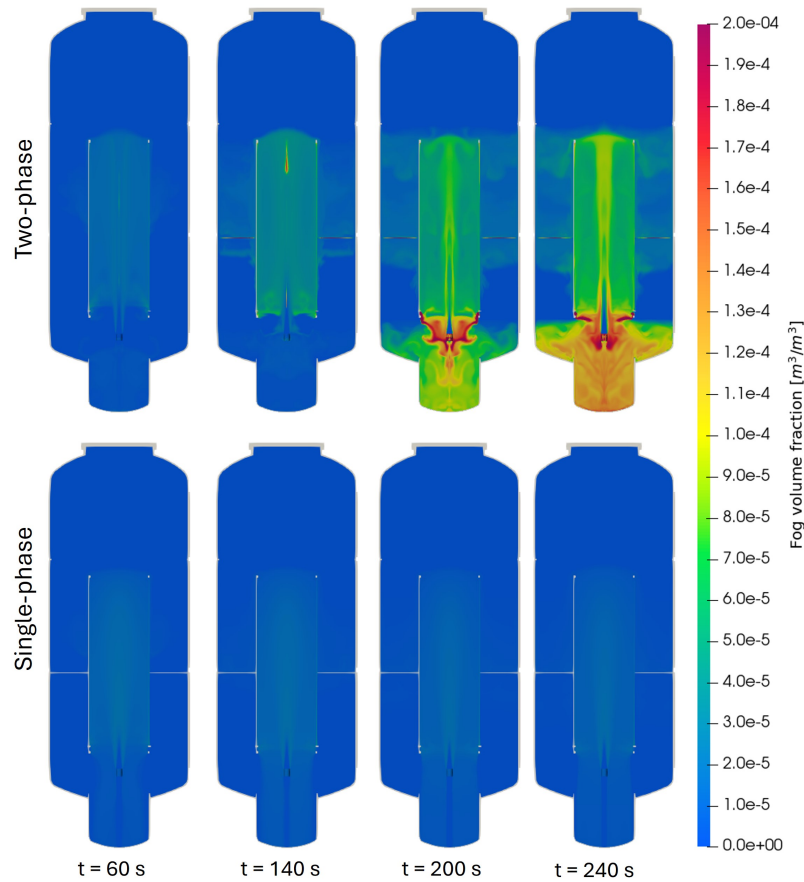 Two-phase
Single-phase
t = 60 s
t = 140 s
t = 200 s
t = 240 s
2.0e-04
1.9e-4
1.8e-4
1.7e-4
1.6e-4
1.5e-4
1.4e-4
1.3e-4
1.2e-4
1.1e-4
1.0e-4
9.0e-5
8.0e-5
7.0e-5
6.0e-5
5.0e-5
4.0e-5
3.0e-5
2.0e-5
1.0e-5
0.0e+00
Fog volume fraction [m³/m³]